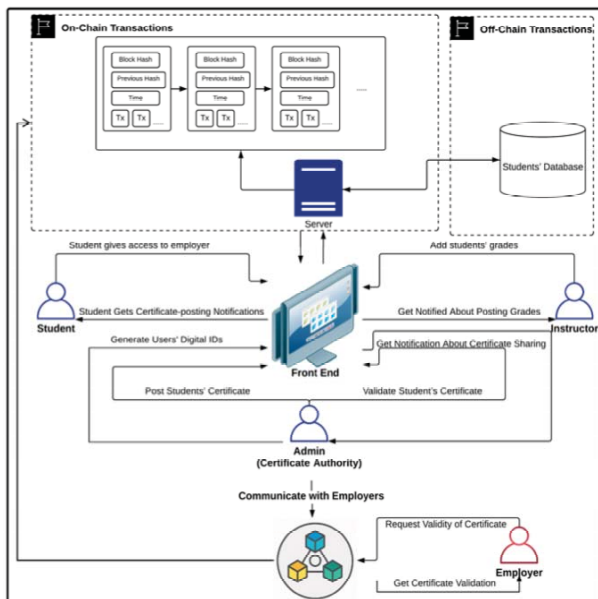 On-Chain Transactions
Off-Chain Transactions
Block Hash
Block Hash
Block Hash
Previous Hash
Previous Hash
Previous Hash
Time
Time
Time
Tx Tx ......
Tx Tx ......
Tx Tx ......
......
Students' Database
Server
Student gives access to employer
Add students' grades
Student Gets Certificate-posting Notifications
Get Notified About Posting Grades
Student
Instructor
Generate Users' Digital IDs
Get Notification About Certificate Sharing
Front End
Post Students' Certificate
Validate Student's Certificate
Admin
(Certificate Authority)
Communicate with Employers
Request Validity of Certificate
Employer
Get Certificate Validation